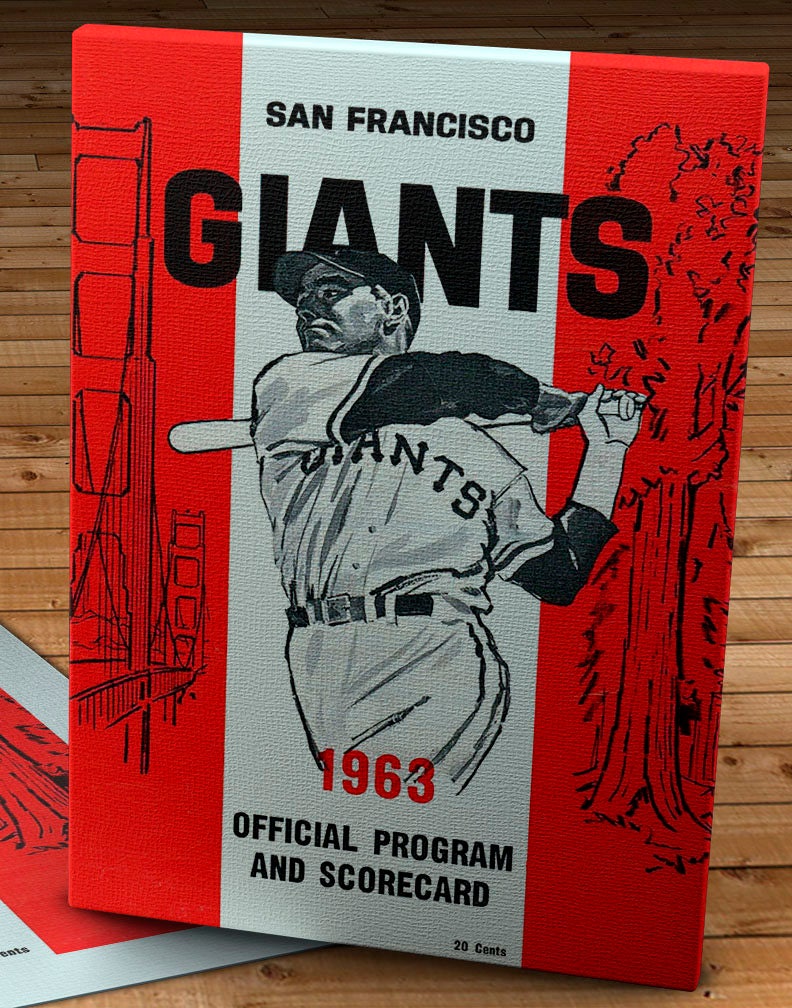 SAN FRANCISCO
GIANTS
GIANTS
1963
OFFICIAL PROGRAM
AND SCORECARD
20 Cents